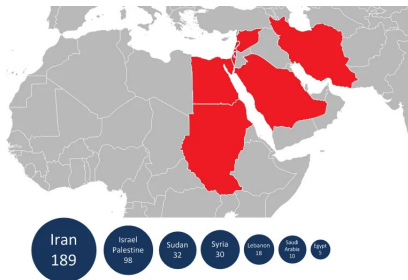 Iran
189
Israel
Palestine
98
Sudan
32
Syria
30
Lebanon
18
Saudi
Arabia
10
Egypt
5